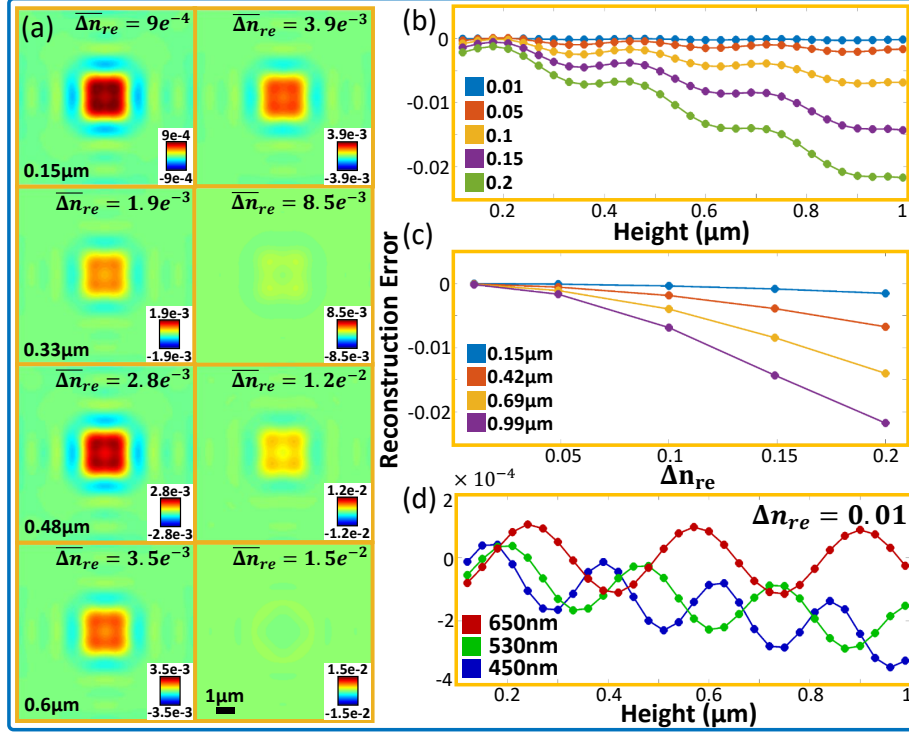 (a)
Δn̅_re = 9e⁻⁴
Δn̅_re = 3.9e⁻³
9e-4
-9e-4
3.9e-3
-3.9e-3
0.15μm
Δn̅_re = 1.9e⁻³
Δn̅_re = 8.5e⁻³
1.9e-3
-1.9e-3
8.5e-3
-8.5e-3
0.33μm
Δn̅_re = 2.8e⁻³
Δn̅_re = 1.2e⁻²
2.8e-3
-2.8e-3
1.2e-2
-1.2e-2
0.48μm
Δn̅_re = 3.5e⁻³
Δn̅_re = 1.5e⁻²
3.5e-3
-3.5e-3
1.5e-2
-1.5e-2
0.6μm
1μm
Reconstruction Error
(b)
0
-0.01
-0.02
0.01
0.05
0.1
0.15
0.2
0.2 0.4 0.6 0.8 1
Height (μm)
(c)
0
-0.01
-0.02
0.15μm
0.42μm
0.69μm
0.99μm
0.05 0.1 0.15 0.2
Δn_re
× 10⁻⁴
(d)
Δn_re = 0.01
2
0
-2
-4
650nm
530nm
450nm
0.2 0.4 0.6 0.8 1
Height (μm)